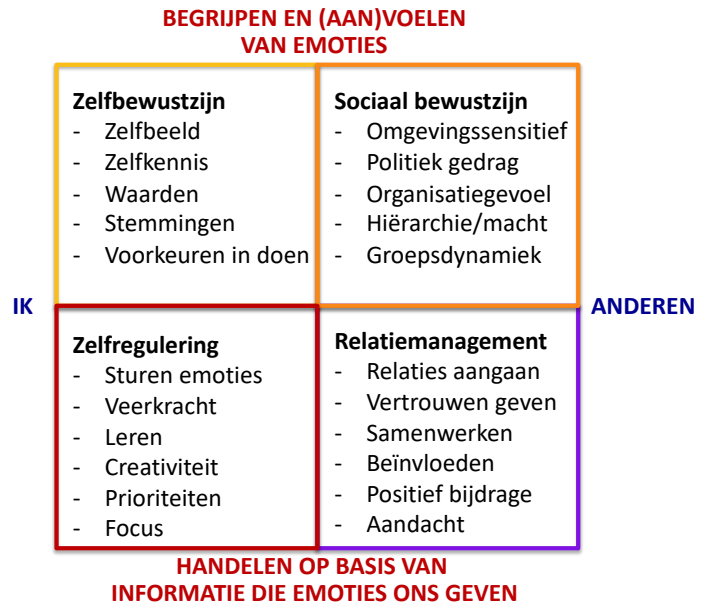 BEGRIJPEN EN (AAN)VOELEN
VAN EMOTIES
Zelfbewustzijn
- Zelfbeeld
- Zelfkennis
- Waarden
- Stemmingen
- Voorkeuren in doen
Sociaal bewustzijn
- Omgevingssensitief
- Politiek gedrag
- Organisatiegevoel
- Hiërarchie/macht
- Groepsdynamiek
IK
ANDEREN
Zelfregulering
- Sturen emoties
- Veerkracht
- Leren
- Creativiteit
- Prioriteiten
- Focus
Relatiemanagement
- Relaties aangaan
- Vertrouwen geven
- Samenwerken
- Beïnvloeden
- Positief bijdrage
- Aandacht
HANDELEN OP BASIS VAN
INFORMATIE DIE EMOTIES ONS GEVEN